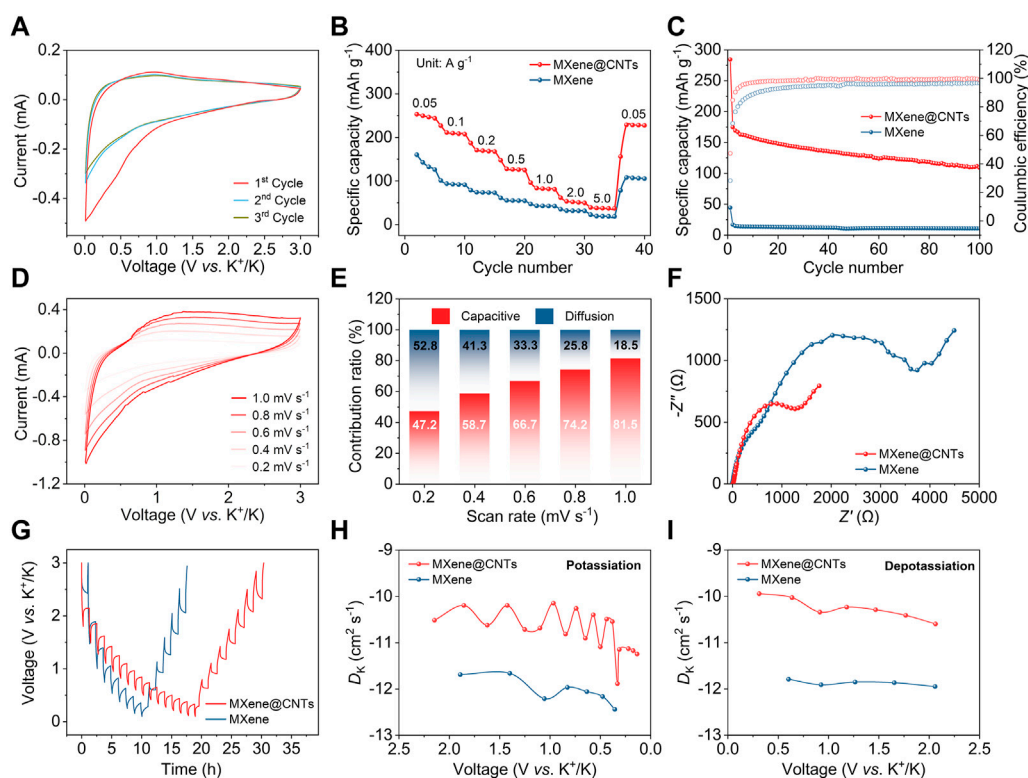 A
0.2
0.0
-0.2
-0.4
Current (mA)
1st Cycle
2nd Cycle
3rd Cycle
0.0 0.5 1.0 1.5 2.0 2.5 3.0
Voltage (V vs. K+/K)
B
400
300
200
100
0
Specific capacity (mAh g-1)
Unit: A g-1
MXene@CNTs
MXene
0.05
0.1
0.2
0.5
1.0
2.0
5.0
0.05
0 10 20 30 40
Cycle number
C
300
250
200
150
100
50
0
Specific capacity (mAh g-1)
MXene@CNTs
MXene
120
100
80
60
40
20
0
Coulumbic efficiency (%)
0 20 40 60 80 100
Cycle number
D
0.4
0.0
-0.4
-0.8
-1.2
Current (mA)
1.0 mV s-1
0.8 mV s-1
0.6 mV s-1
0.4 mV s-1
0.2 mV s-1
0 1 2 3
Voltage (V vs. K+/K)
E
120
100
80
60
40
20
0
Contribution ratio (%)
Capacitive Diffusion
52.8 41.3 33.3 25.8 18.5
47.2 58.7 66.7 74.2 81.5
0.2 0.4 0.6 0.8 1.0
Scan rate (mV s-1)
F
1500
1000
500
0
-Z″ (Ω)
MXene@CNTs
MXene
0 1000 2000 3000 4000 5000
Z′ (Ω)
G
3
2
1
0
Voltage (V vs. K+/K)
MXene@CNTs
MXene
0 5 10 15 20 25 30 35
Time (h)
H
-9
-10
-11
-12
-13
DK (cm2 s-1)
MXene@CNTs
MXene
Potassiation
2.5 2.0 1.5 1.0 0.5 0.0
Voltage (V vs. K+/K)
I
-9
-10
-11
-12
-13
DK (cm2 s-1)
MXene@CNTs
MXene
Depotassiation
0.0 0.5 1.0 1.5 2.0 2.5
Voltage (V vs. K+/K)